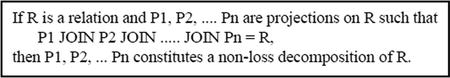 If R is a relation and P1, P2, .... Pn are projections on R such that
P1 JOIN P2 JOIN ..... JOIN Pn = R,
then P1, P2, ... Pn constitutes a non-loss decomposition of R.